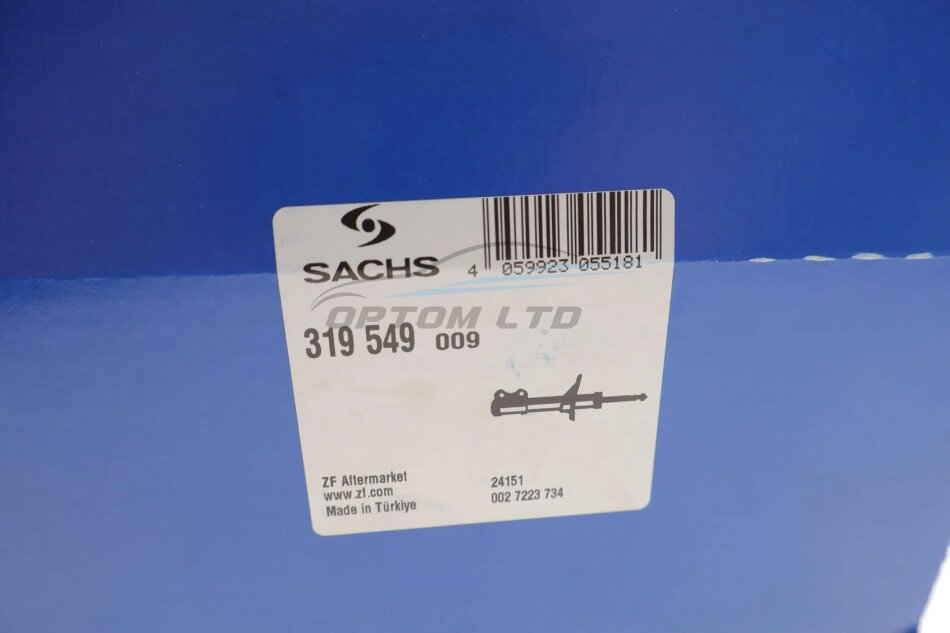 SACHS
4 059923 055181
OPTOM LTD
319 549 009
ZF Aftermarket
www.zf.com
Made in Türkiye
24151
002 7223 734